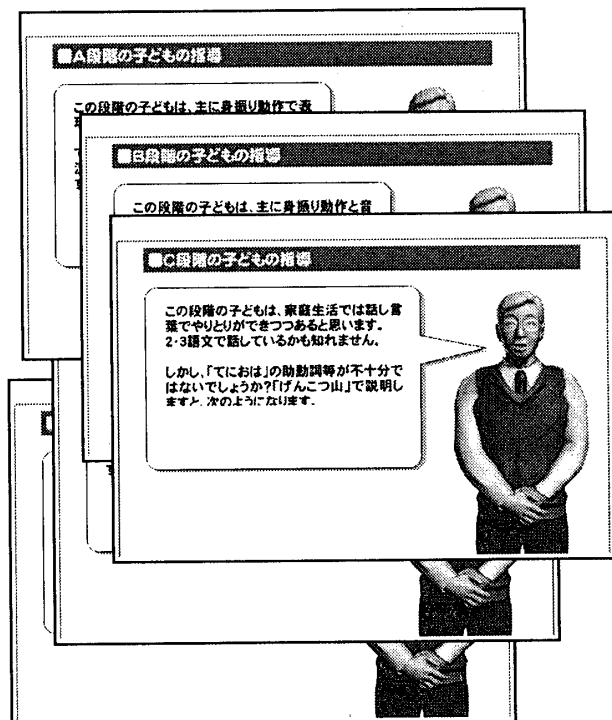 ■A段階の子どもの指導
この段階の子どもは、主に身振り動作で表
■B段階の子どもの指導
この段階の子どもは、主に身振り動作と音
■C段階の子どもの指導
この段階の子どもは、家庭生活では話し言
葉でやりとりができつつあると思います。
2・3語文で話しているかも知れません。
しかし、「てにおは」の助動詞等が不十分で
はないでしょうか?「げんこつ山」で説明し
ますと、次のようになります。